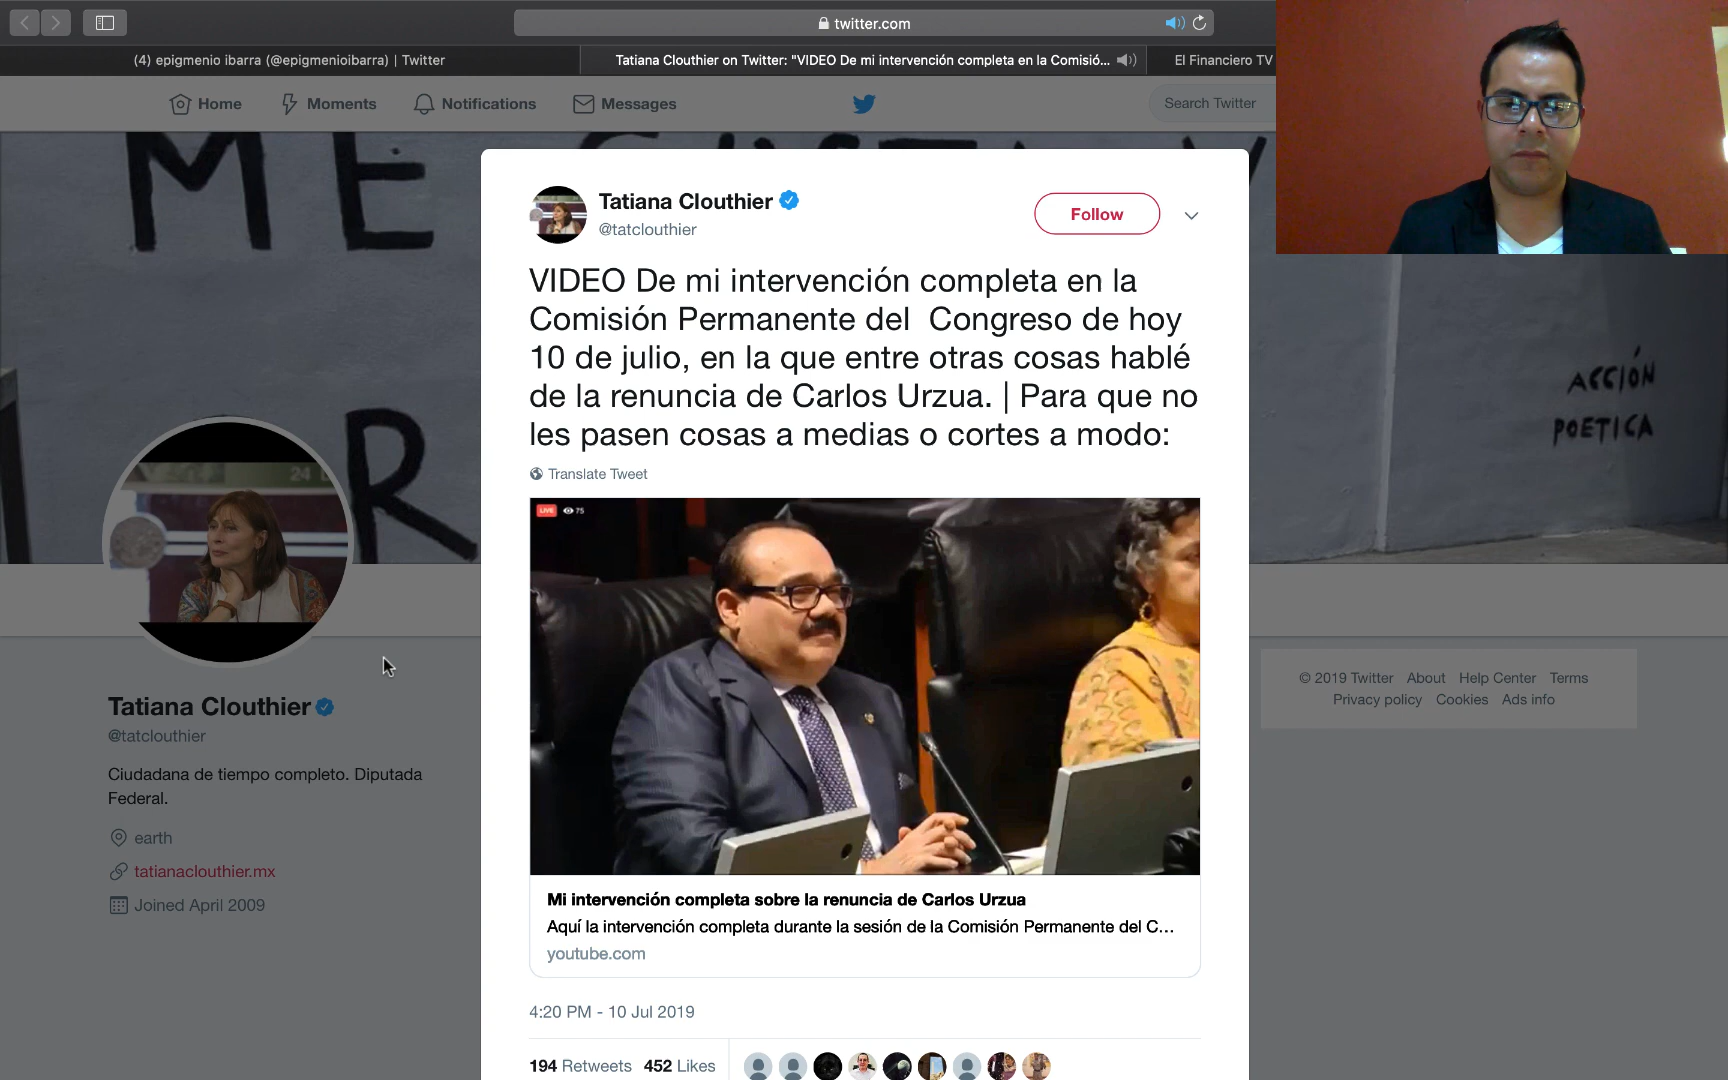 twitter.com
(4) epigmenio ibarra (@epigmenioibarra) | Twitter
Tatiana Clouthier on Twitter: "VIDEO De mi intervención completa en la Comisió...
El Financiero TV
Home
Moments
Notifications
Messages
Search Twitter
ME
R
ACCIÓN
POETICA
Tatiana Clouthier
@tatclouthier
Follow
VIDEO De mi intervención completa en la
Comisión Permanente del  Congreso de hoy
10 de julio, en la que entre otras cosas hablé
de la renuncia de Carlos Urzua. | Para que no
les pasen cosas a medias o cortes a modo:
Translate Tweet
LIVE 75
Mi intervención completa sobre la renuncia de Carlos Urzua
Aquí la intervención completa durante la sesión de la Comisión Permanente del C...
youtube.com
4:20 PM - 10 Jul 2019
194 Retweets 452 Likes
24
Tatiana Clouthier
@tatclouthier
Ciudadana de tiempo completo. Diputada
Federal.
earth
tatianaclouthier.mx
Joined April 2009
© 2019 Twitter About Help Center Terms
Privacy policy Cookies Ads info